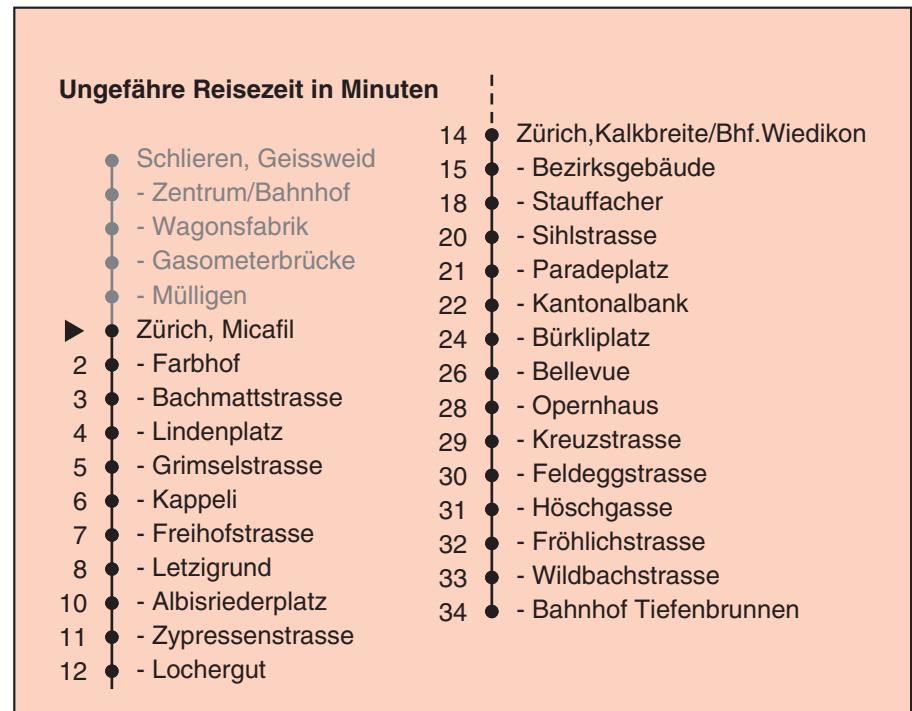 Ungefähre Reisezeit in Minuten
Schlieren, Geissweid
- Zentrum/Bahnhof
- Wagonsfabrik
- Gasometerbrücke
- Mülligen
Zürich, Micafil
2 - Farbhof
3 - Bachmattstrasse
4 - Lindenplatz
5 - Grimselstrasse
6 - Kappeli
7 - Freihofstrasse
8 - Letzigrund
10 - Albisriederplatz
11 - Zypressenstrasse
12 - Lochergut
14 Zürich,Kalkbreite/Bhf.Wiedikon
15 - Bezirksgebäude
18 - Stauffacher
20 - Sihlstrasse
21 - Paradeplatz
22 - Kantonalbank
24 - Bürkliplatz
26 - Bellevue
28 - Opernhaus
29 - Kreuzstrasse
30 - Feldeggstrasse
31 - Höschgasse
32 - Fröhlichstrasse
33 - Wildbachstrasse
34 - Bahnhof Tiefenbrunnen